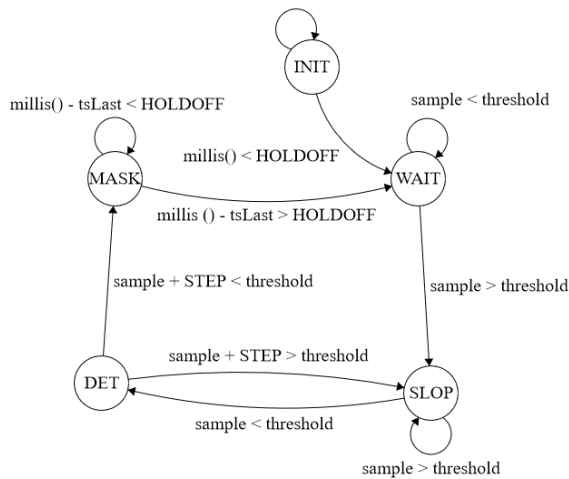 INIT
millis() - tsLast < HOLDOFF
sample < threshold
millis() < HOLDOFF
MASK
WAIT
millis () - tsLast > HOLDOFF
sample + STEP < threshold
sample > threshold
sample + STEP > threshold
DET
SLOP
sample < threshold
sample > threshold